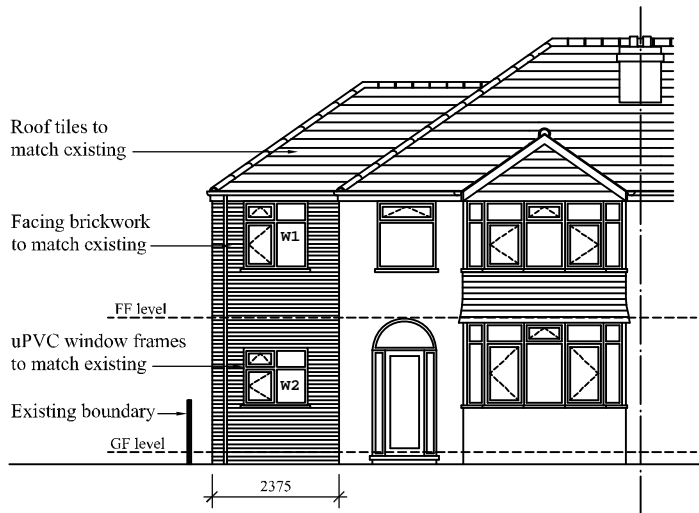 Roof tiles to
match existing
Facing brickwork
to match existing
W1
FF level
uPVC window frames
to match existing
W2
Existing boundary
GF level
2375